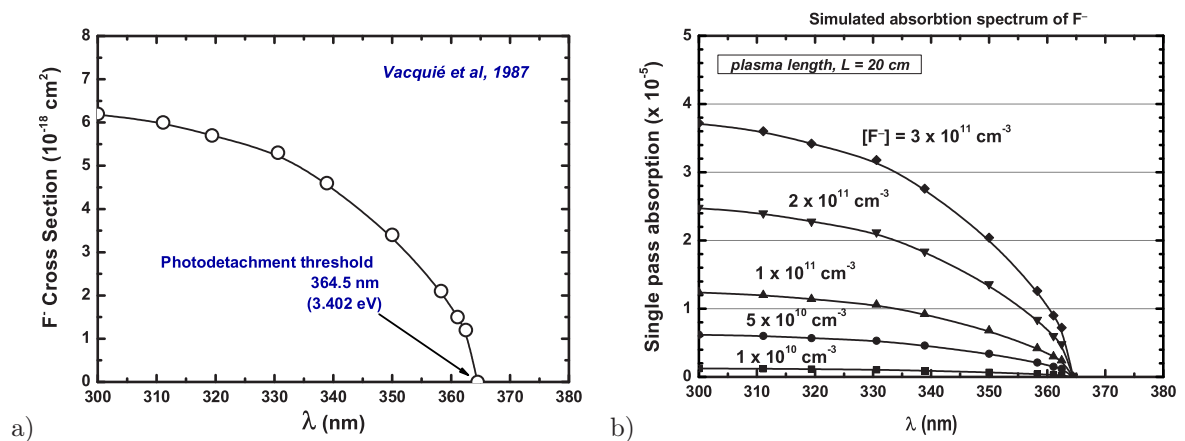 Vacquié et al, 1987
F⁻ Cross Section (10⁻¹⁸ cm²)
8
7
6
5
4
3
2
1
0
Photodetachment threshold
364.5 nm
(3.402 eV)
300 310 320 330 340 350 360 370 380
λ (nm)
a)
Simulated absorbtion spectrum of F⁻
plasma length, L = 20 cm
Single pass absorption (x 10⁻⁵)
5
4
3
2
1
0
[F⁻] = 3 x 10¹¹ cm⁻³
2 x 10¹¹ cm⁻³
1 x 10¹¹ cm⁻³
5 x 10¹⁰ cm⁻³
1 x 10¹⁰ cm⁻³
300 310 320 330 340 350 360 370 380
λ (nm)
b)